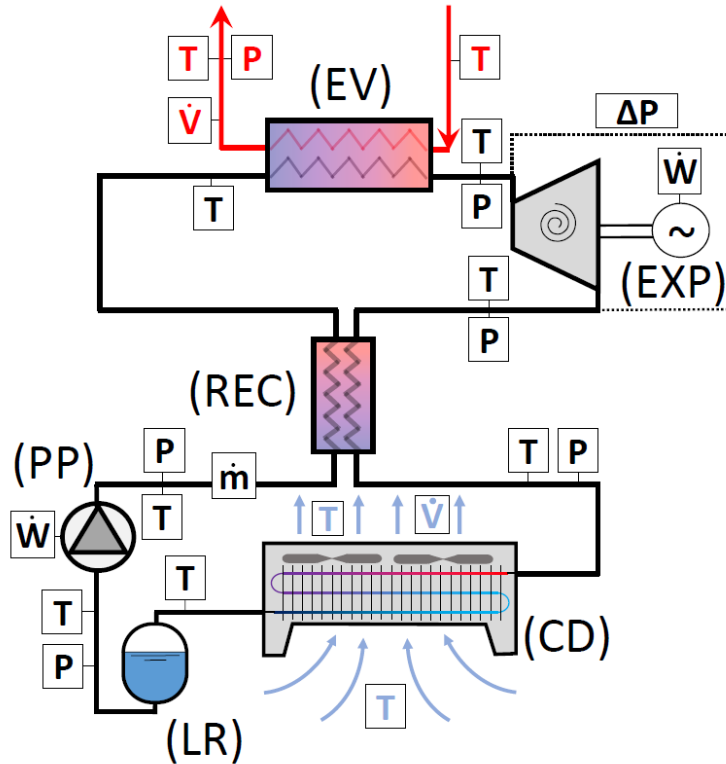 T P T
(EV)
ΔP
V̇
T
Ẇ
T
P
~
T
(EXP)
P
(REC)
(PP)
P
T P
ṁ
T
T V̇
Ẇ
T
T
(CD)
P
T
(LR)